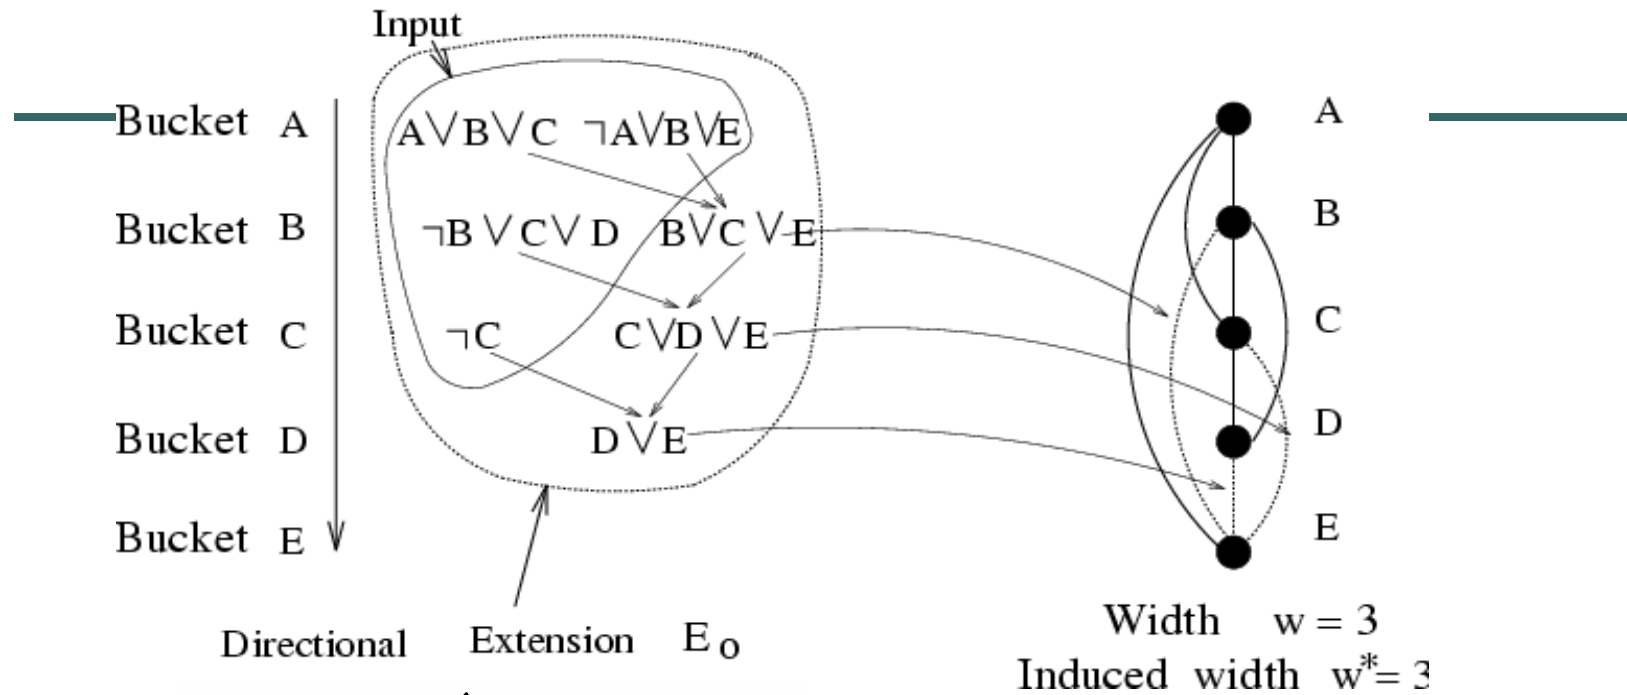 Input
Bucket A
A∨B∨C ¬A∨B∨E
Bucket B
¬B∨C∨D B∨C∨E
Bucket C
¬C C∨D∨E
Bucket D
D∨E
Bucket E
Directional Extension E₀
A
B
C
D
E
Width w = 3
Induced width w*= 3